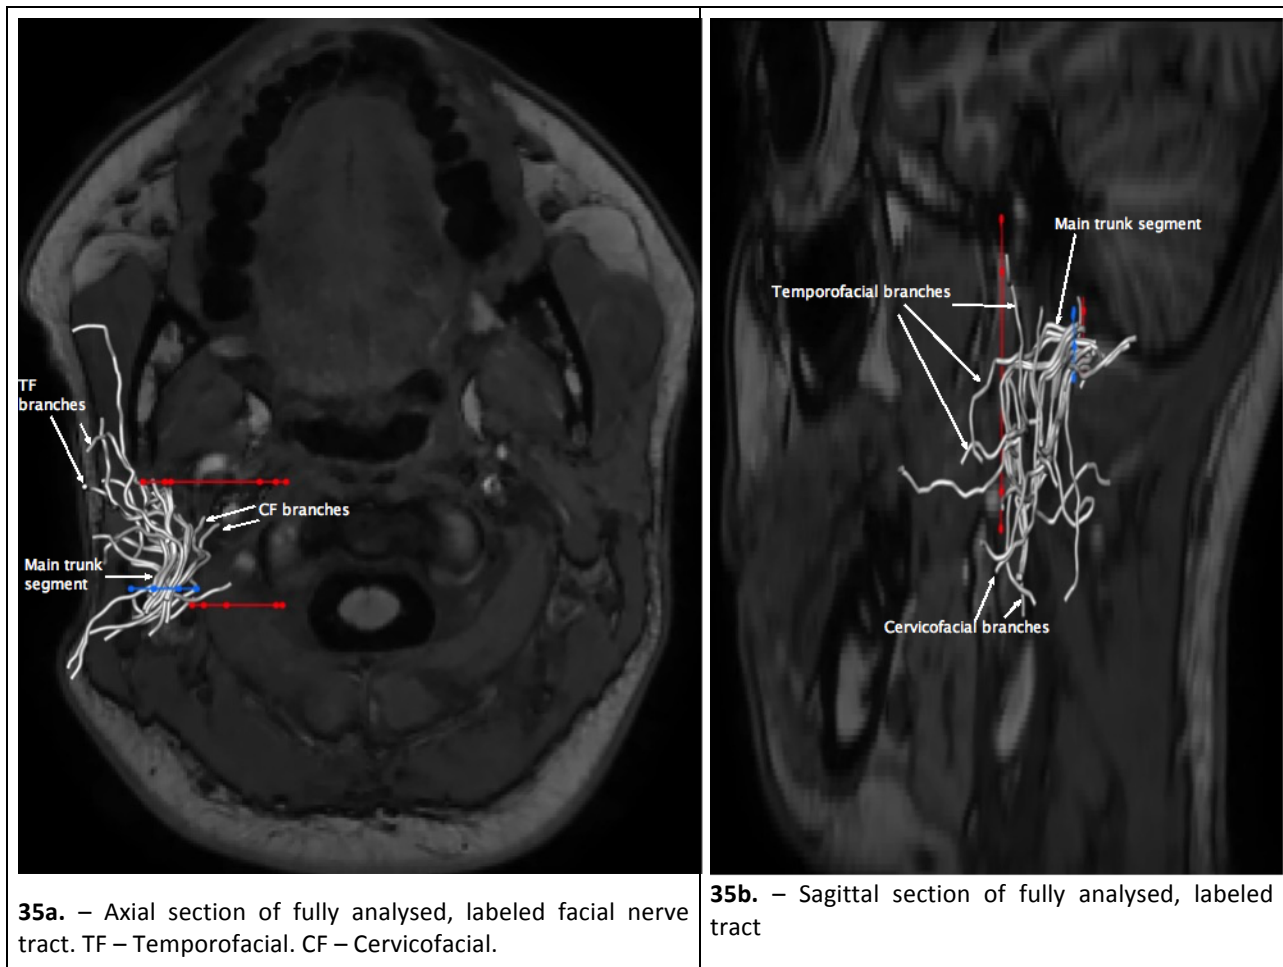 TF
branches
CF branches
Main trunk
segment
35a. – Axial section of fully analysed, labeled facial nerve
tract. TF – Temporofacial. CF – Cervicofacial.
Main trunk segment
Temporofacial branches
Cervicofacial branches
35b. – Sagittal section of fully analysed, labeled
tract